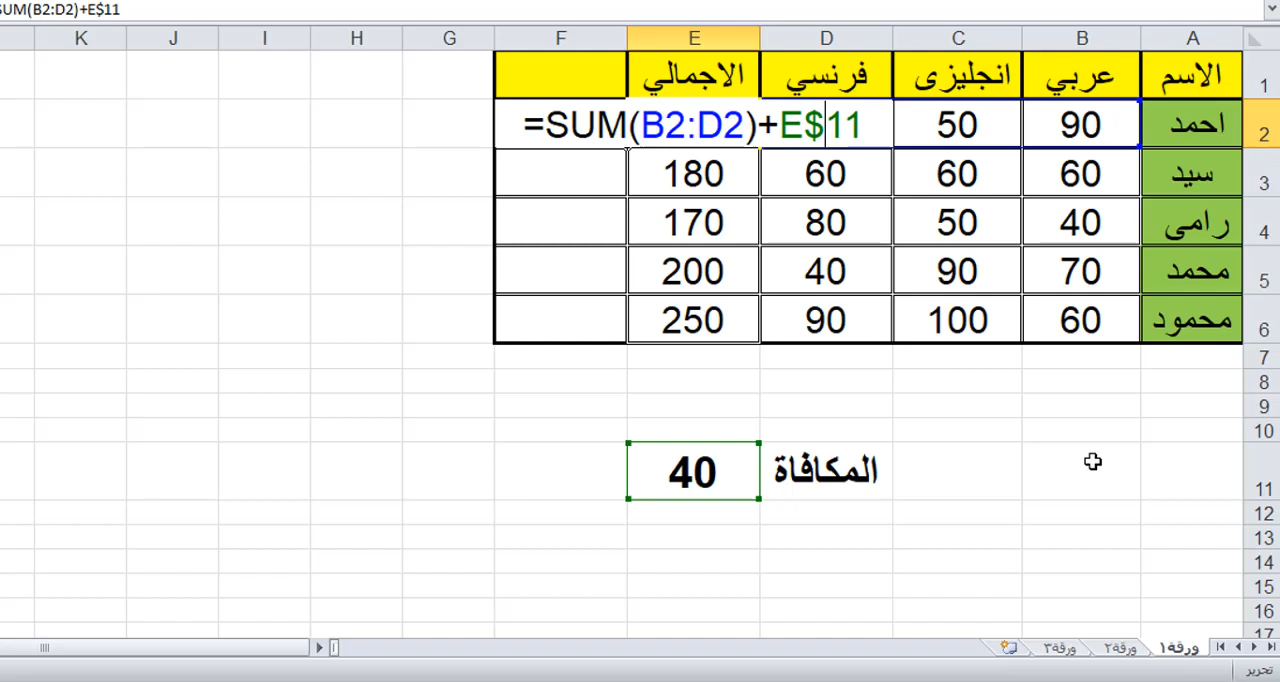 SUM(B2:D2)+E$11
A B C D E F G H I J K
1 الاسم عربي انجليزى فرنسي الاجمالي
2 احمد 90 50 =SUM(B2:D2)+E$11
3 سيد 60 60 60 180
4 رامى 40 50 80 170
5 محمد 70 90 40 200
6 محمود 60 100 90 250
7
8
9
10
11 المكافاة 40
12
13
14
15
16
17
ورقة١ ورقة٢ ورقة٣
تحرير